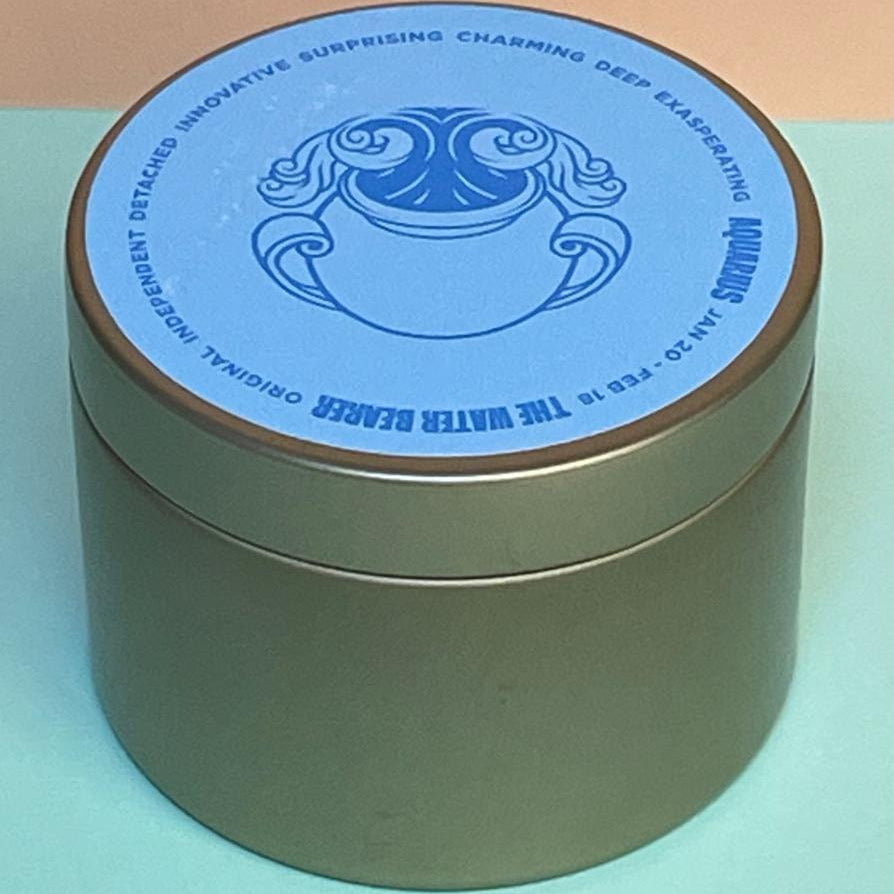 AQUARIUS JAN 20 - FEB 18 THE WATER BEARER ORIGINAL INDEPENDENT DETACHED INNOVATIVE SURPRISING CHARMING DEEP EXASPERATING